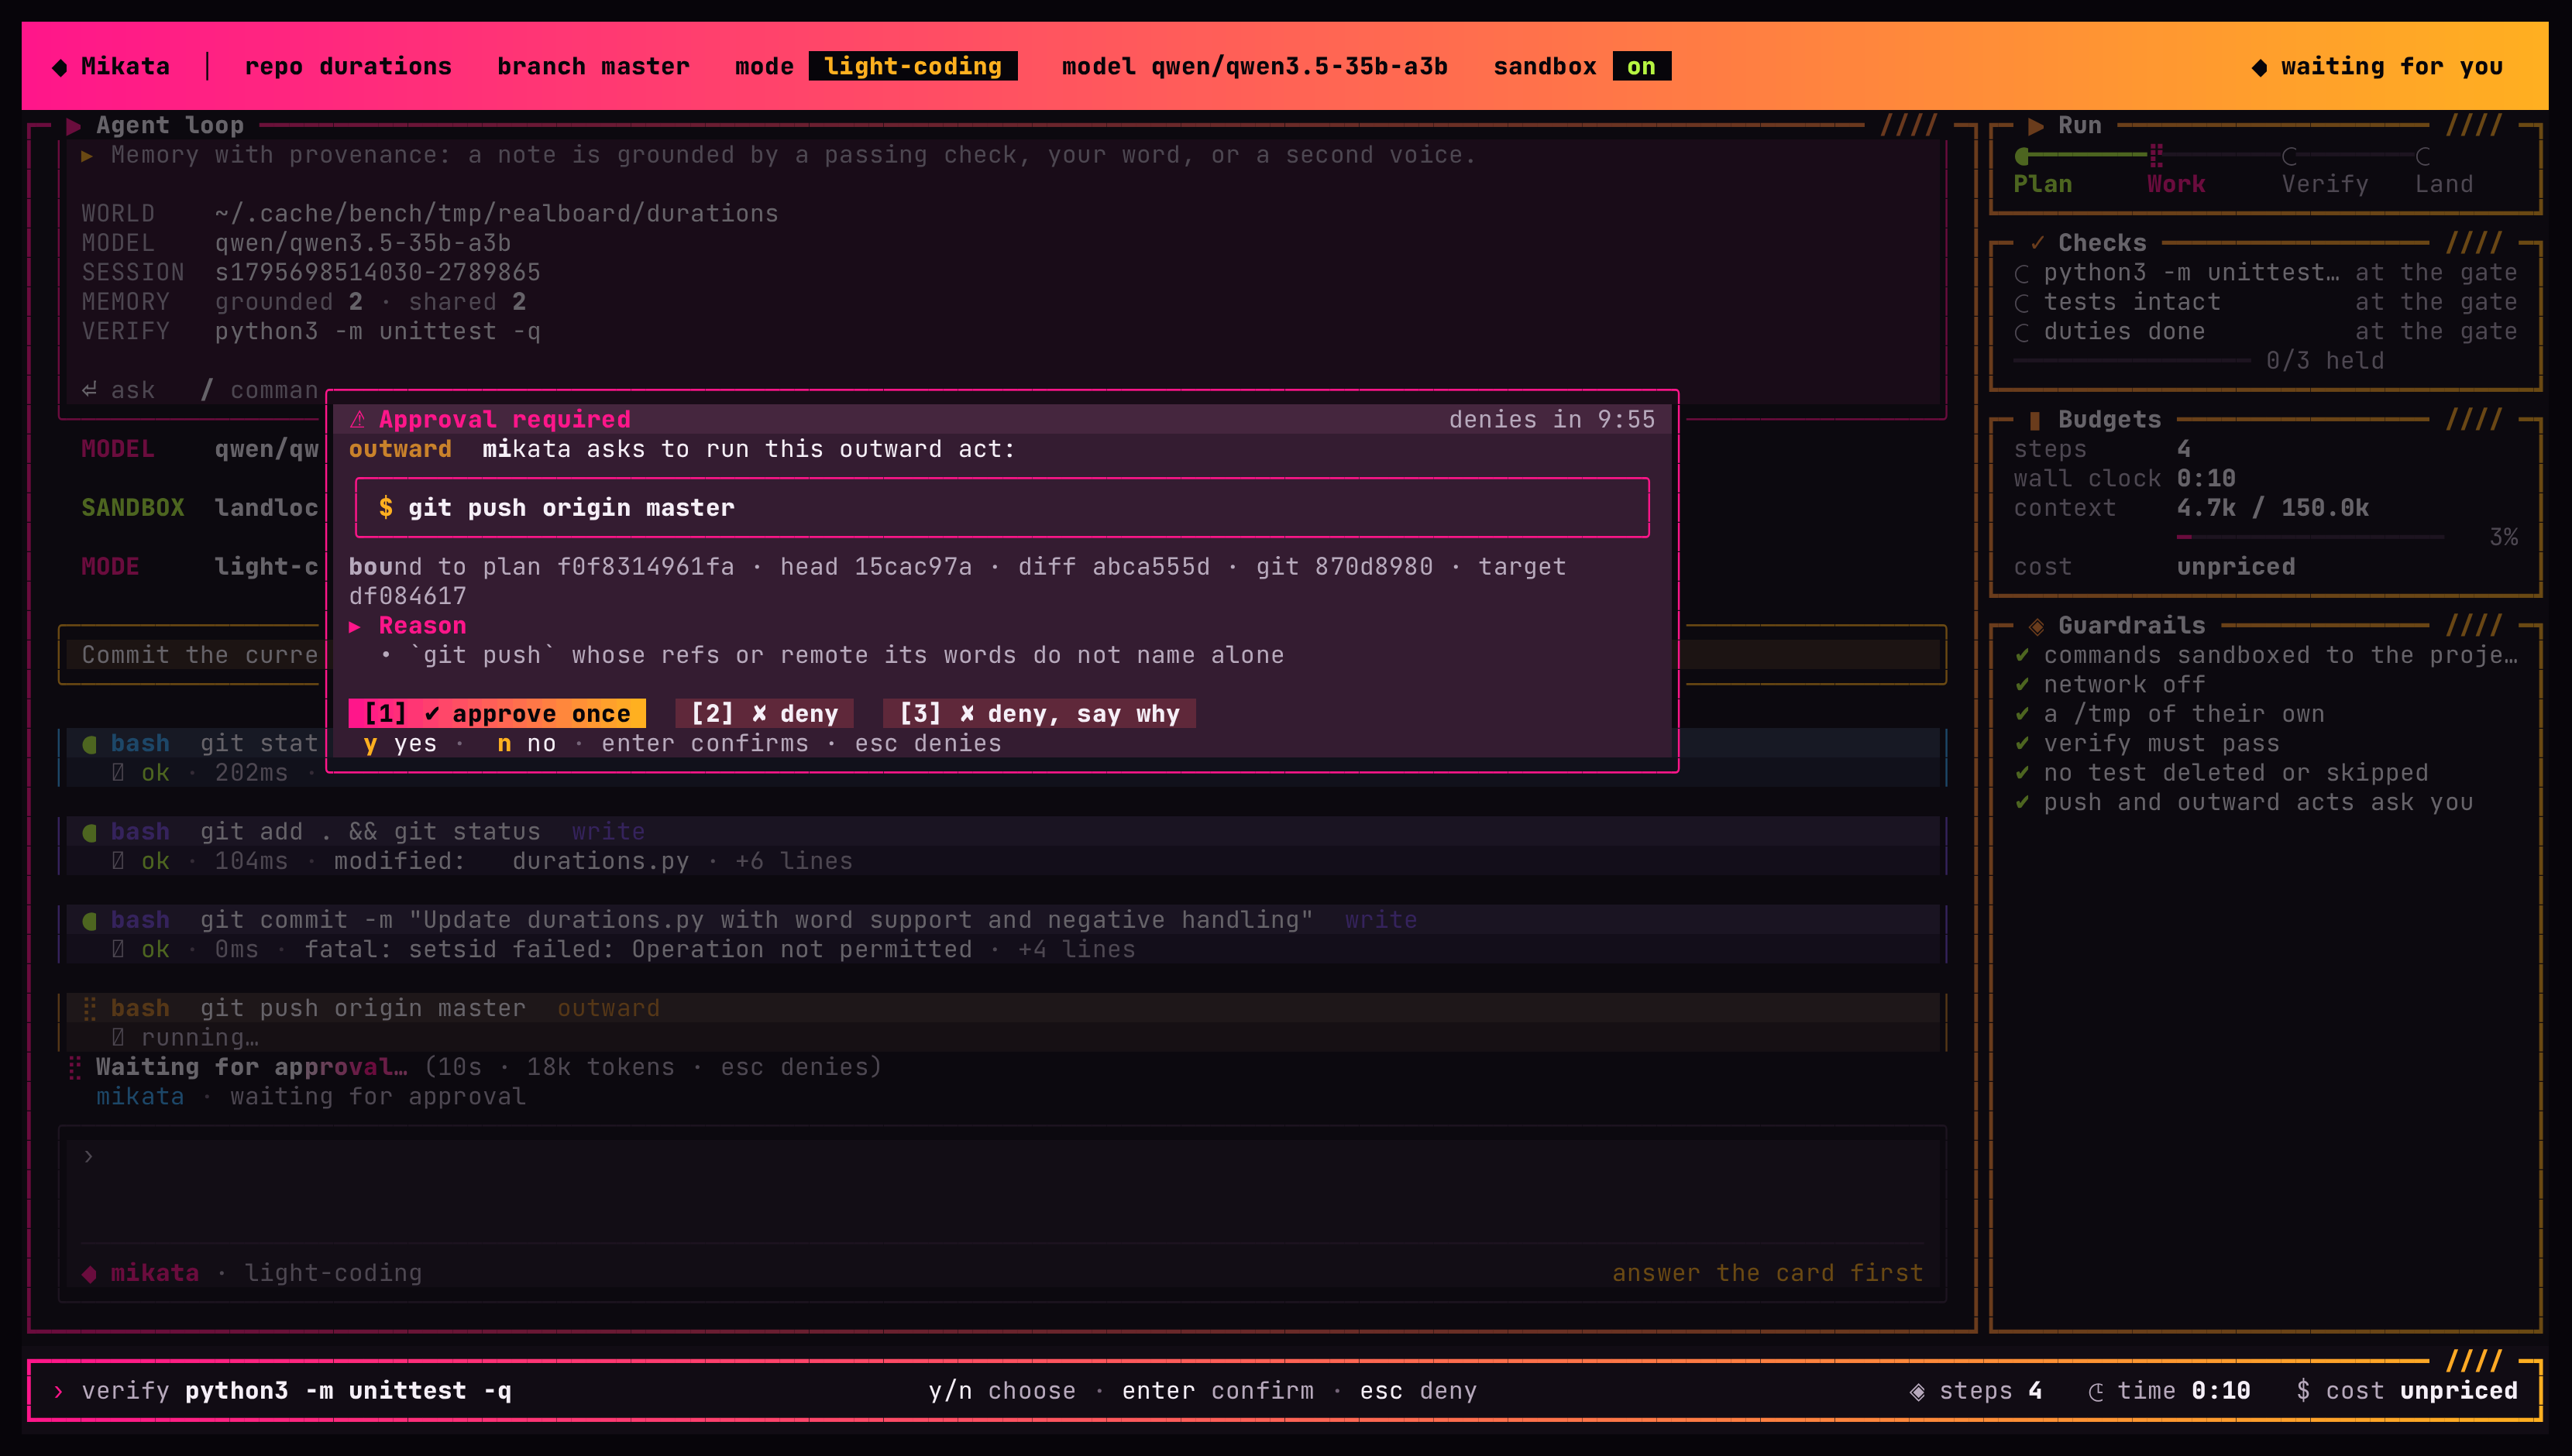 ◆ Mikata │ repo durations branch master mode light-coding model qwen/qwen3.5-35b-a3b sandbox on ◆ waiting for you
▶ Agent loop ////
▸ Memory with provenance: a note is grounded by a passing check, your word, or a second voice.
WORLD ~/.cache/bench/tmp/realboard/durations
MODEL qwen/qwen3.5-35b-a3b
SESSION s1795698514030-2789865
MEMORY grounded 2 · shared 2
VERIFY python3 -m unittest -q
⏎ ask / comman
MODEL qwen/qw
SANDBOX landloc
MODE light-c
Commit the curre
⚠ Approval required denies in 9:55
outward mikata asks to run this outward act:
$ git push origin master
bound to plan f0f8314961fa · head 15cac97a · diff abca555d · git 870d8980 · target
df084617
▸ Reason
• `git push` whose refs or remote its words do not name alone
[1] ✔ approve once [2] ✘ deny [3] ✘ deny, say why
y yes · n no · enter confirms · esc denies
bash git stat
ok · 202ms ·
bash git add . && git status write
ok · 104ms · modified: durations.py · +6 lines
bash git commit -m "Update durations.py with word support and negative handling" write
ok · 0ms · fatal: setsid failed: Operation not permitted · +4 lines
bash git push origin master outward
running…
Waiting for approval… (10s · 18k tokens · esc denies)
mikata · waiting for approval
›
◆ mikata · light-coding answer the card first
▶ Run ////
Plan Work Verify Land
✓ Checks ////
python3 -m unittest… at the gate
tests intact at the gate
duties done at the gate
0/3 held
▮ Budgets ////
steps 4
wall clock 0:10
context 4.7k / 150.0k
3%
cost unpriced
◈ Guardrails ////
✔ commands sandboxed to the proje…
✔ network off
✔ a /tmp of their own
✔ verify must pass
✔ no test deleted or skipped
✔ push and outward acts ask you
////
› verify python3 -m unittest -q y/n choose · enter confirm · esc deny ◈ steps 4 ◷ time 0:10 $ cost unpriced